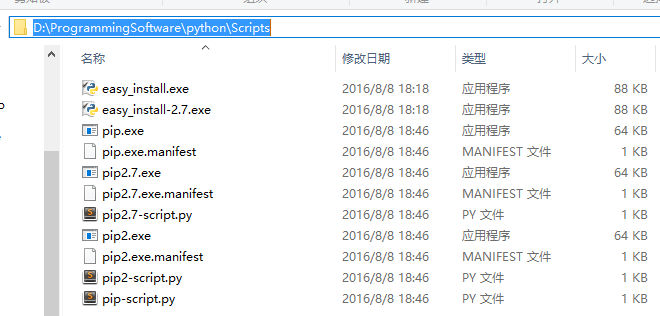 D:\ProgrammingSoftware\python\Scripts
名称 修改日期 类型 大小
easy_install.exe 2016/8/8 18:18 应用程序 88 KB
easy_install-2.7.exe 2016/8/8 18:18 应用程序 88 KB
pip.exe 2016/8/8 18:46 应用程序 64 KB
pip.exe.manifest 2016/8/8 18:46 MANIFEST 文件 1 KB
pip2.7.exe 2016/8/8 18:46 应用程序 64 KB
pip2.7.exe.manifest 2016/8/8 18:46 MANIFEST 文件 1 KB
pip2.7-script.py 2016/8/8 18:46 PY 文件 1 KB
pip2.exe 2016/8/8 18:46 应用程序 64 KB
pip2.exe.manifest 2016/8/8 18:46 MANIFEST 文件 1 KB
pip2-script.py 2016/8/8 18:46 PY 文件 1 KB
pip-script.py 2016/8/8 18:46 PY 文件 1 KB